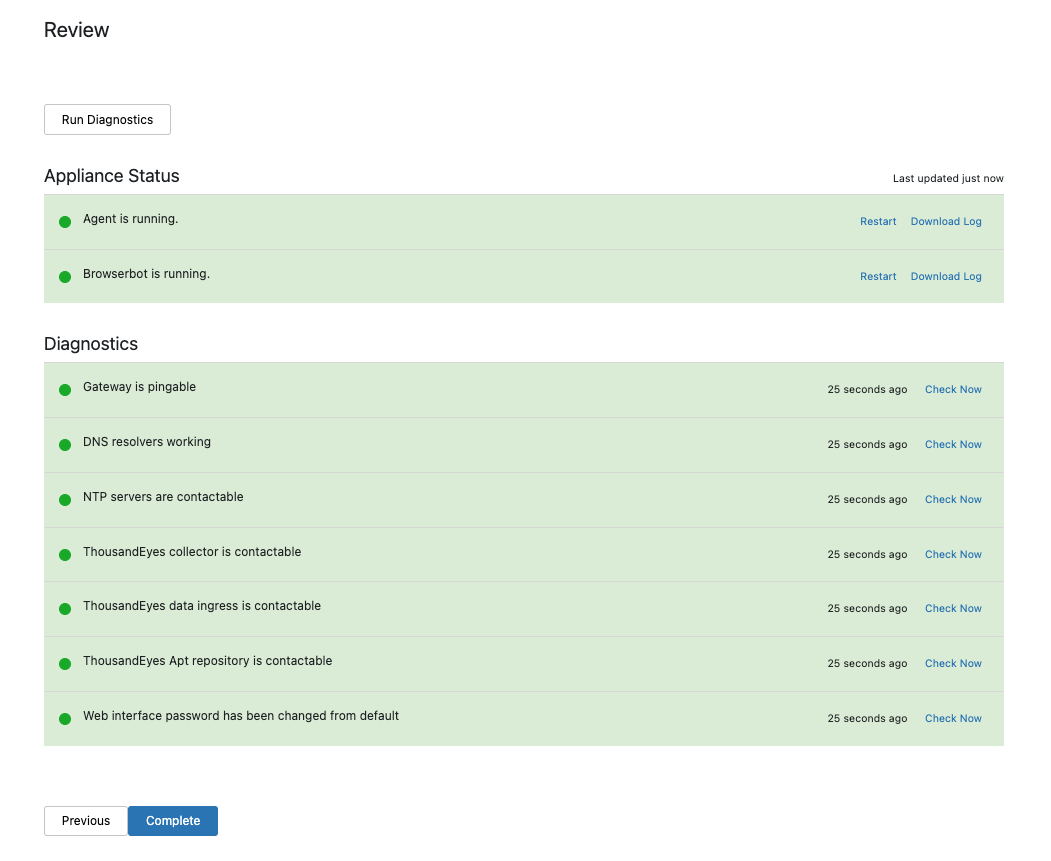 Review
Run Diagnostics
Appliance Status
Last updated just now
Agent is running.
Restart Download Log
Browserbot is running.
Restart Download Log
Diagnostics
Gateway is pingable
25 seconds ago Check Now
DNS resolvers working
25 seconds ago Check Now
NTP servers are contactable
25 seconds ago Check Now
ThousandEyes collector is contactable
25 seconds ago Check Now
ThousandEyes data ingress is contactable
25 seconds ago Check Now
ThousandEyes Apt repository is contactable
25 seconds ago Check Now
Web interface password has been changed from default
25 seconds ago Check Now
Previous Complete